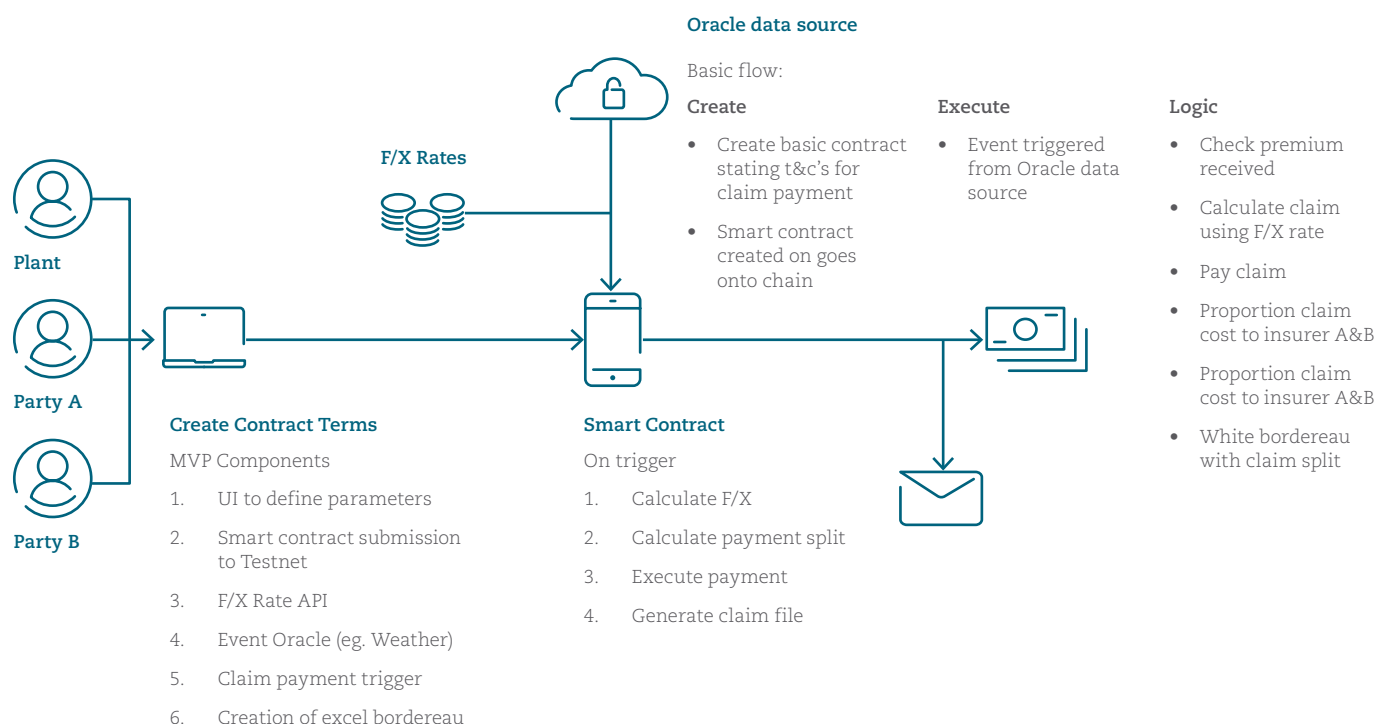 Oracle data source
Basic flow:
Create
• Create basic contract
stating t&c's for
claim payment
• Smart contract
created on goes
onto chain
Execute
• Event triggered
from Oracle data
source
Logic
• Check premium
received
• Calculate claim
using F/X rate
• Pay claim
• Proportion claim
cost to insurer A&B
• Proportion claim
cost to insurer A&B
• White bordereau
with claim split
F/X Rates
Plant
Party A
Party B
Create Contract Terms
MVP Components
1. UI to define parameters
2. Smart contract submission
to Testnet
3. F/X Rate API
4. Event Oracle (eg. Weather)
5. Claim payment trigger
6. Creation of excel bordereau
Smart Contract
On trigger
1. Calculate F/X
2. Calculate payment split
3. Execute payment
4. Generate claim file